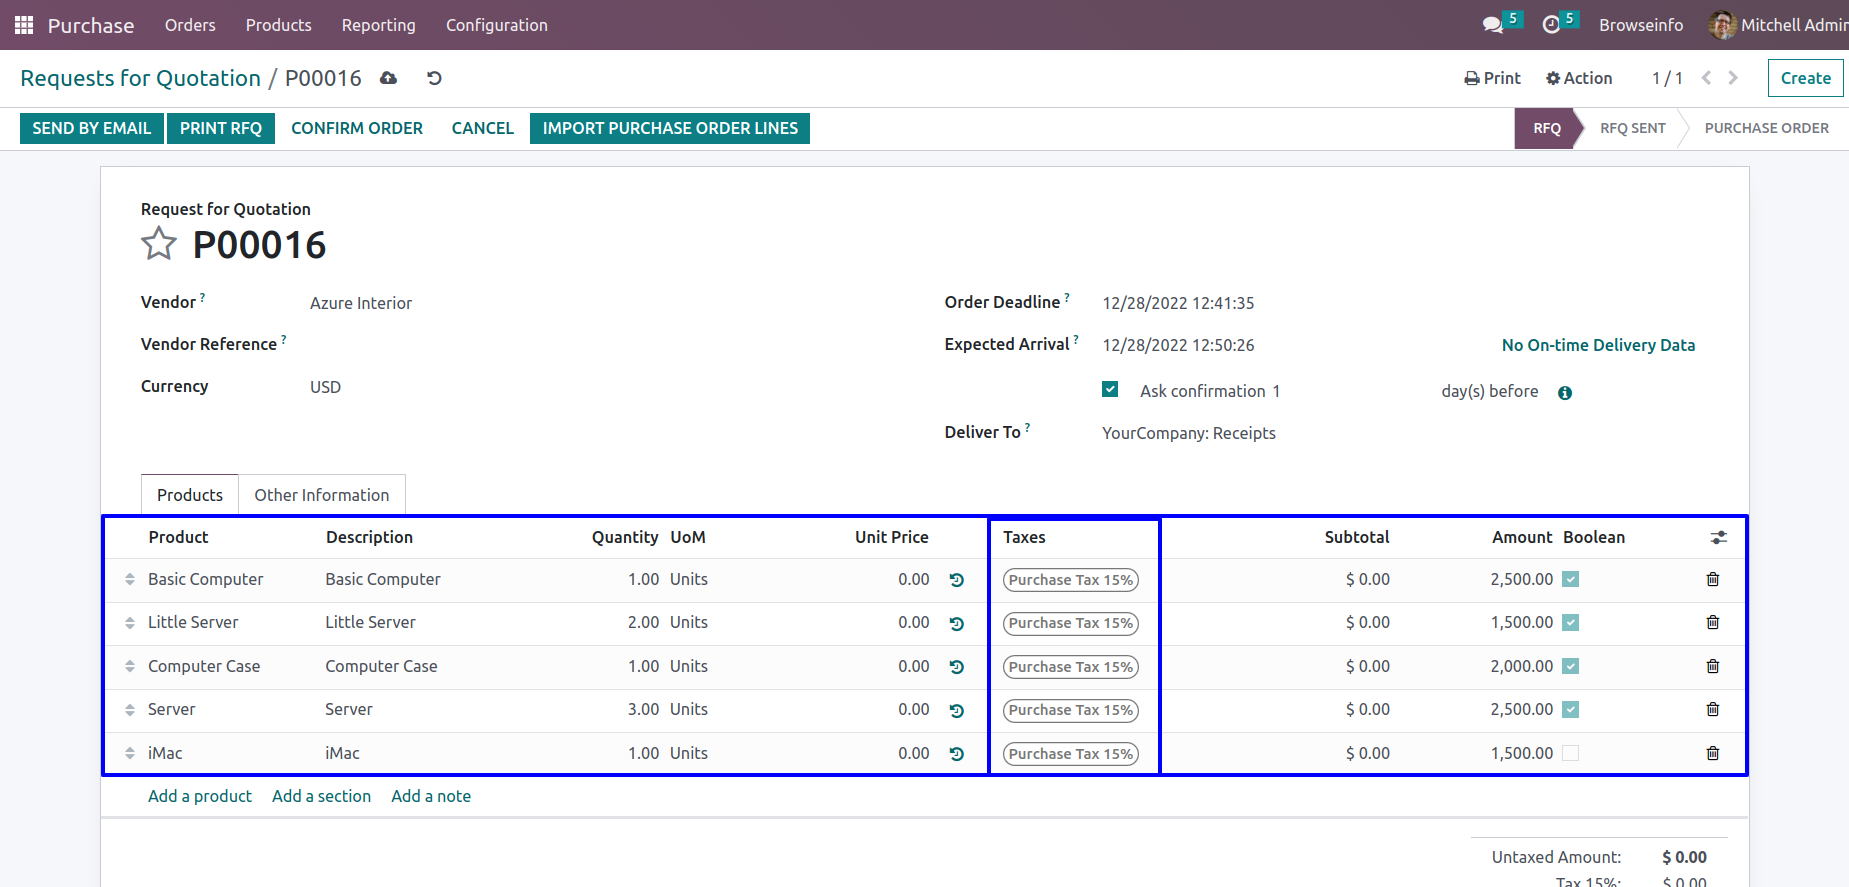 Purchase Orders Products Reporting Configuration 5 5 Browseinfo Mitchell Admin
Requests for Quotation / P00016 Print Action 1 / 1 Create
SEND BY EMAIL PRINT RFQ CONFIRM ORDER CANCEL IMPORT PURCHASE ORDER LINES RFQ RFQ SENT PURCHASE ORDER
Request for Quotation
P00016
Vendor ? Azure Interior Order Deadline ? 12/28/2022 12:41:35
Vendor Reference ? Expected Arrival ? 12/28/2022 12:50:26 No On-time Delivery Data
Currency USD Ask confirmation 1 day(s) before
Deliver To ? YourCompany: Receipts
Products Other Information
Product Description Quantity UoM Unit Price Taxes Subtotal Amount Boolean
Basic Computer Basic Computer 1.00 Units 0.00 Purchase Tax 15% $ 0.00 2,500.00
Little Server Little Server 2.00 Units 0.00 Purchase Tax 15% $ 0.00 1,500.00
Computer Case Computer Case 1.00 Units 0.00 Purchase Tax 15% $ 0.00 2,000.00
Server Server 3.00 Units 0.00 Purchase Tax 15% $ 0.00 2,500.00
iMac iMac 1.00 Units 0.00 Purchase Tax 15% $ 0.00 1,500.00
Add a product Add a section Add a note
Untaxed Amount: $ 0.00
Tax 15%: $ 0.00